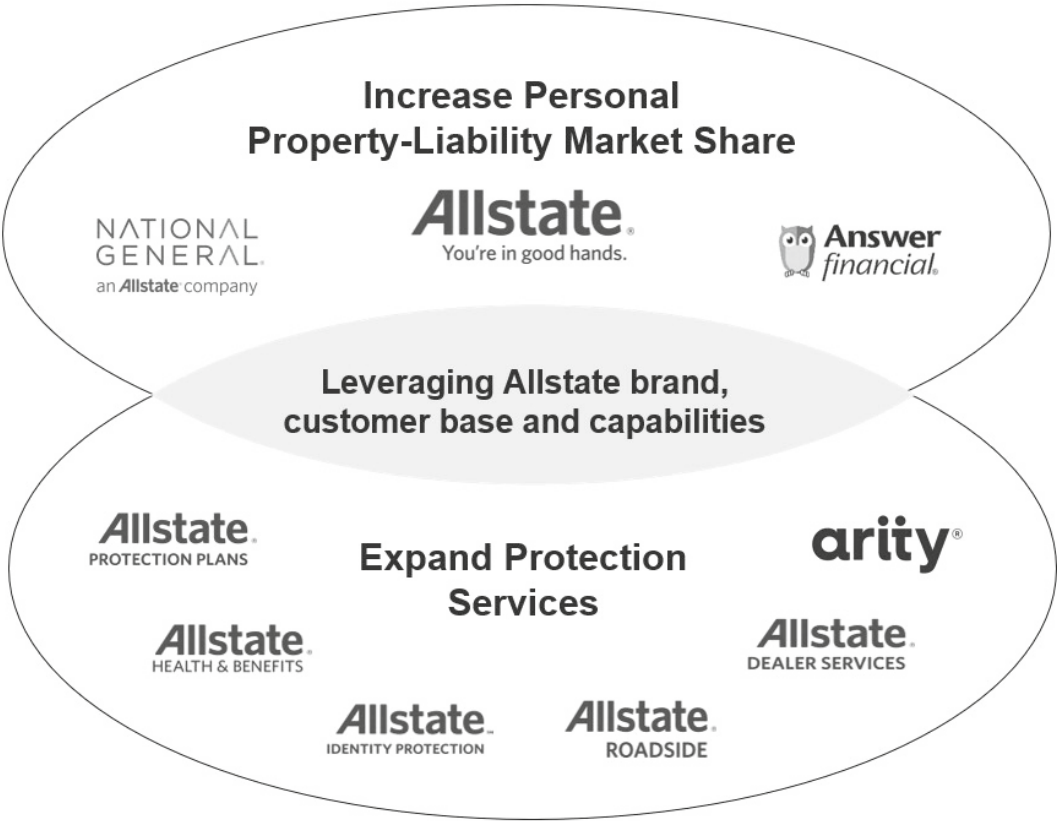 Increase Personal
Property-Liability Market Share
NATIONAL
GENERAL®
an Allstate company
Allstate®
You're in good hands.
Answer
financial®
Leveraging Allstate brand,
customer base and capabilities
Allstate®
PROTECTION PLANS
Expand Protection
Services
arity®
Allstate®
HEALTH & BENEFITS
Allstate®
DEALER SERVICES
Allstate™
IDENTITY PROTECTION
Allstate®
ROADSIDE